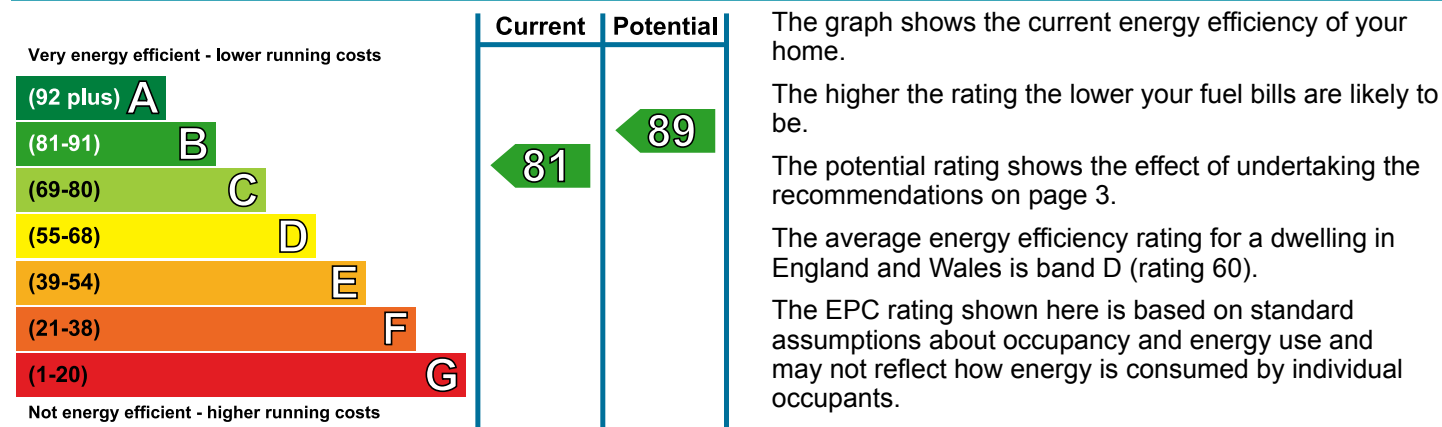 Current Potential
Very energy efficient - lower running costs
(92 plus) A
(81-91) B
(69-80) C
(55-68) D
(39-54) E
(21-38) F
(1-20) G
Not energy efficient - higher running costs
81
89
The graph shows the current energy efficiency of your
home.
The higher the rating the lower your fuel bills are likely to
be.
The potential rating shows the effect of undertaking the
recommendations on page 3.
The average energy efficiency rating for a dwelling in
England and Wales is band D (rating 60).
The EPC rating shown here is based on standard
assumptions about occupancy and energy use and
may not reflect how energy is consumed by individual
occupants.